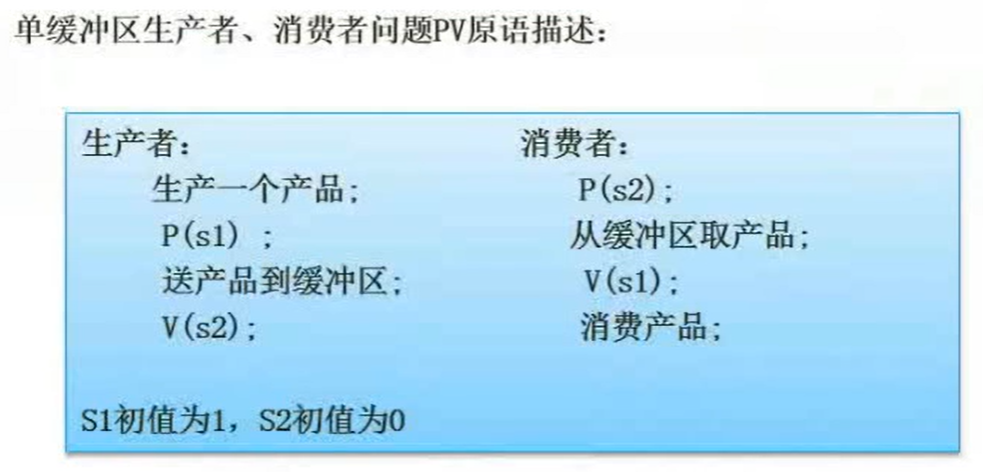 单缓冲区生产者、消费者问题PV原语描述：
生产者：
生产一个产品；
P(s1) ；
送产品到缓冲区；
V(s2)；
消费者：
P(s2)；
从缓冲区取产品；
V(s1)；
消费产品；
S1初值为1，S2初值为0